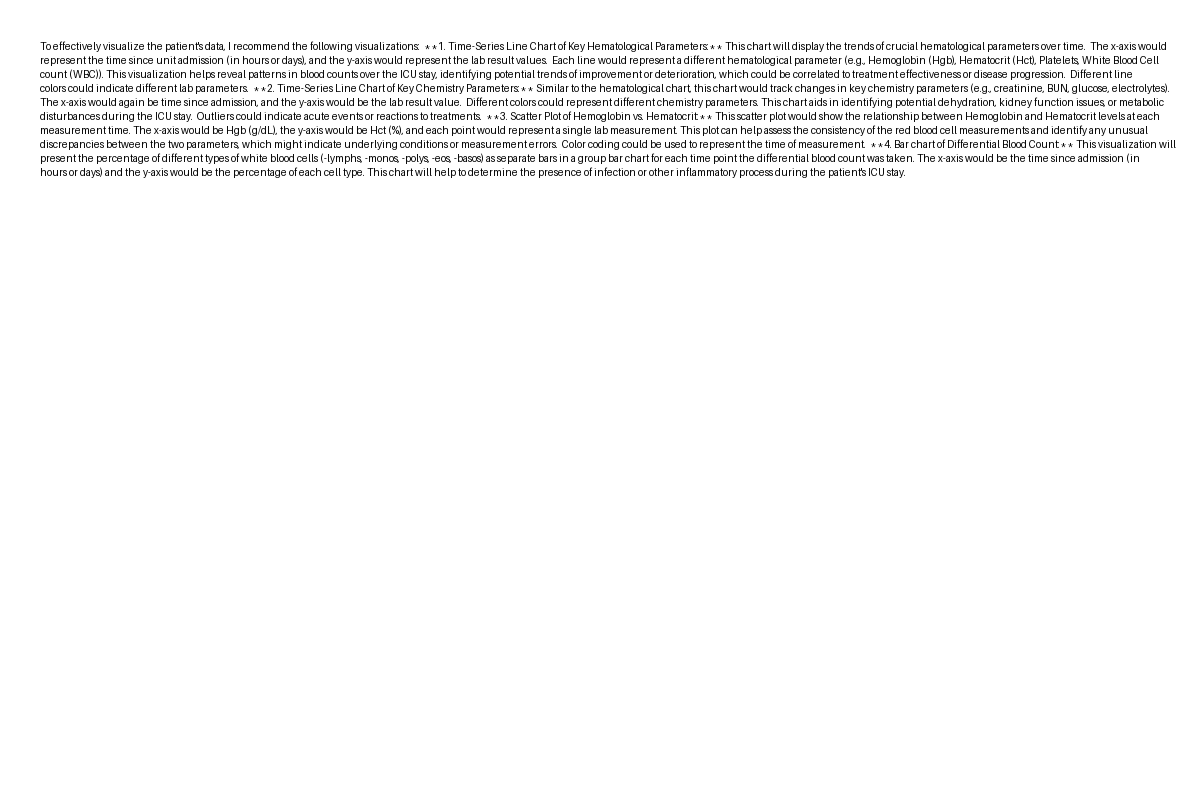 To effectively visualize the patient's data, I recommend the following visualizations:  **1. Time-Series Line Chart of Key Hematological Parameters:** This chart will display the trends of crucial hematological parameters over time.  The x-axis would
represent the time since unit admission (in hours or days), and the y-axis would represent the lab result values.  Each line would represent a different hematological parameter (e.g., Hemoglobin (Hgb), Hematocrit (Hct), Platelets, White Blood Cell
count (WBC)). This visualization helps reveal patterns in blood counts over the ICU stay, identifying potential trends of improvement or deterioration, which could be correlated to treatment effectiveness or disease progression.  Different line
colors could indicate different lab parameters.  **2. Time-Series Line Chart of Key Chemistry Parameters:** Similar to the hematological chart, this chart would track changes in key chemistry parameters (e.g., creatinine, BUN, glucose, electrolytes).
The x-axis would again be time since admission, and the y-axis would be the lab result value.  Different colors could represent different chemistry parameters. This chart aids in identifying potential dehydration, kidney function issues, or metabolic
disturbances during the ICU stay.  Outliers could indicate acute events or reactions to treatments.  **3. Scatter Plot of Hemoglobin vs. Hematocrit:** This scatter plot would show the relationship between Hemoglobin and Hematocrit levels at each
measurement time. The x-axis would be Hgb (g/dL), the y-axis would be Hct (%), and each point would represent a single lab measurement. This plot can help assess the consistency of the red blood cell measurements and identify any unusual
discrepancies between the two parameters, which might indicate underlying conditions or measurement errors.  Color coding could be used to represent the time of measurement.  **4. Bar chart of Differential Blood Count:** This visualization will
present the percentage of different types of white blood cells (-lymphs, -monos, -polys, -eos, -basos) as separate bars in a group bar chart for each time point the differential blood count was taken. The x-axis would be the time since admission (in
hours or days) and the y-axis would be the percentage of each cell type. This chart will help to determine the presence of infection or other inflammatory process during the patient's ICU stay.